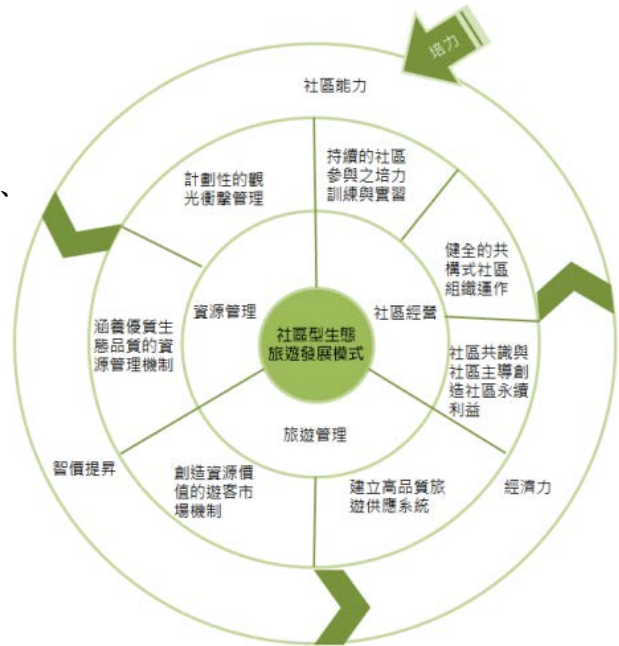 培力
社區能力
持續的社區
參與之培力
訓練與實習
計劃性的觀
光衝擊管理
、
健全的共
構式社區
組織運作
資源管理
社區經營
社區型生態
旅遊發展模式
涵養優質生
態品質的資
源管理機制
社區共識與
社區主導創
造社區永續
利益
旅遊管理
智價提昇
創造資源價
值的遊客市
場機制
建立高品質旅
遊供應系統
經濟力